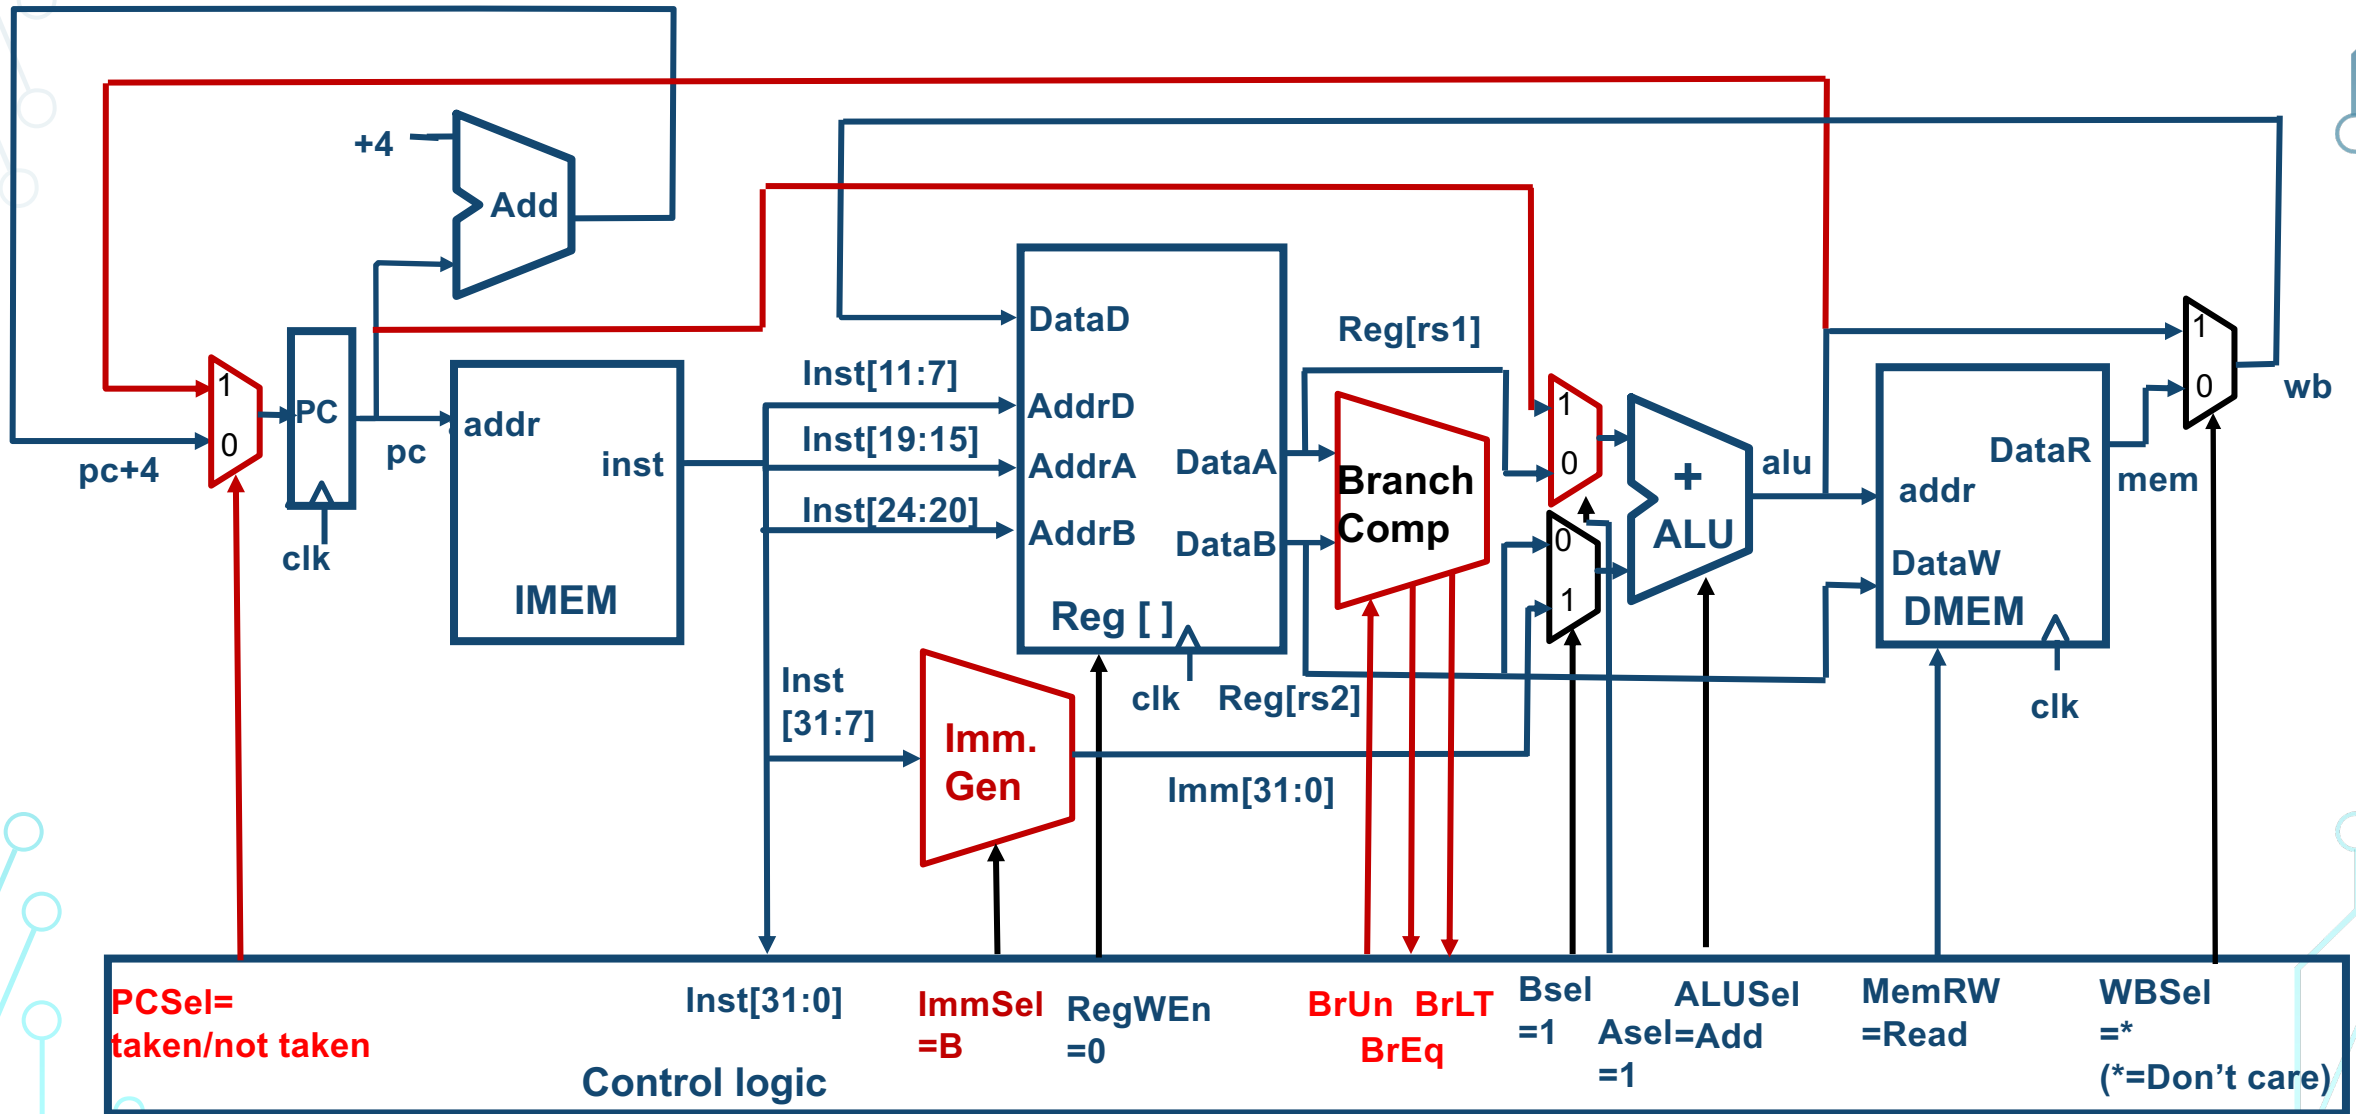 +4
Add
1
0
pc+4
PC
clk
pc
addr
inst
IMEM
Inst[11:7]
Inst[19:15]
Inst[24:20]
Inst
[31:7]
DataD
AddrD
AddrA
AddrB
DataA
DataB
Reg [ ]
clk
Imm.
Gen
Imm[31:0]
Reg[rs1]
Reg[rs2]
Branch
Comp
1
0
0
1
+
ALU
alu
addr
DataW
DataR
DMEM
clk
mem
1
0
wb
PCSel=
taken/not taken
Inst[31:0]
Control logic
ImmSel
=B
RegWEn
=0
BrUn BrLT
BrEq
Bsel
=1
Asel
=1
ALUSel
=Add
MemRW
=Read
WBSel
=*
(*=Don’t care)